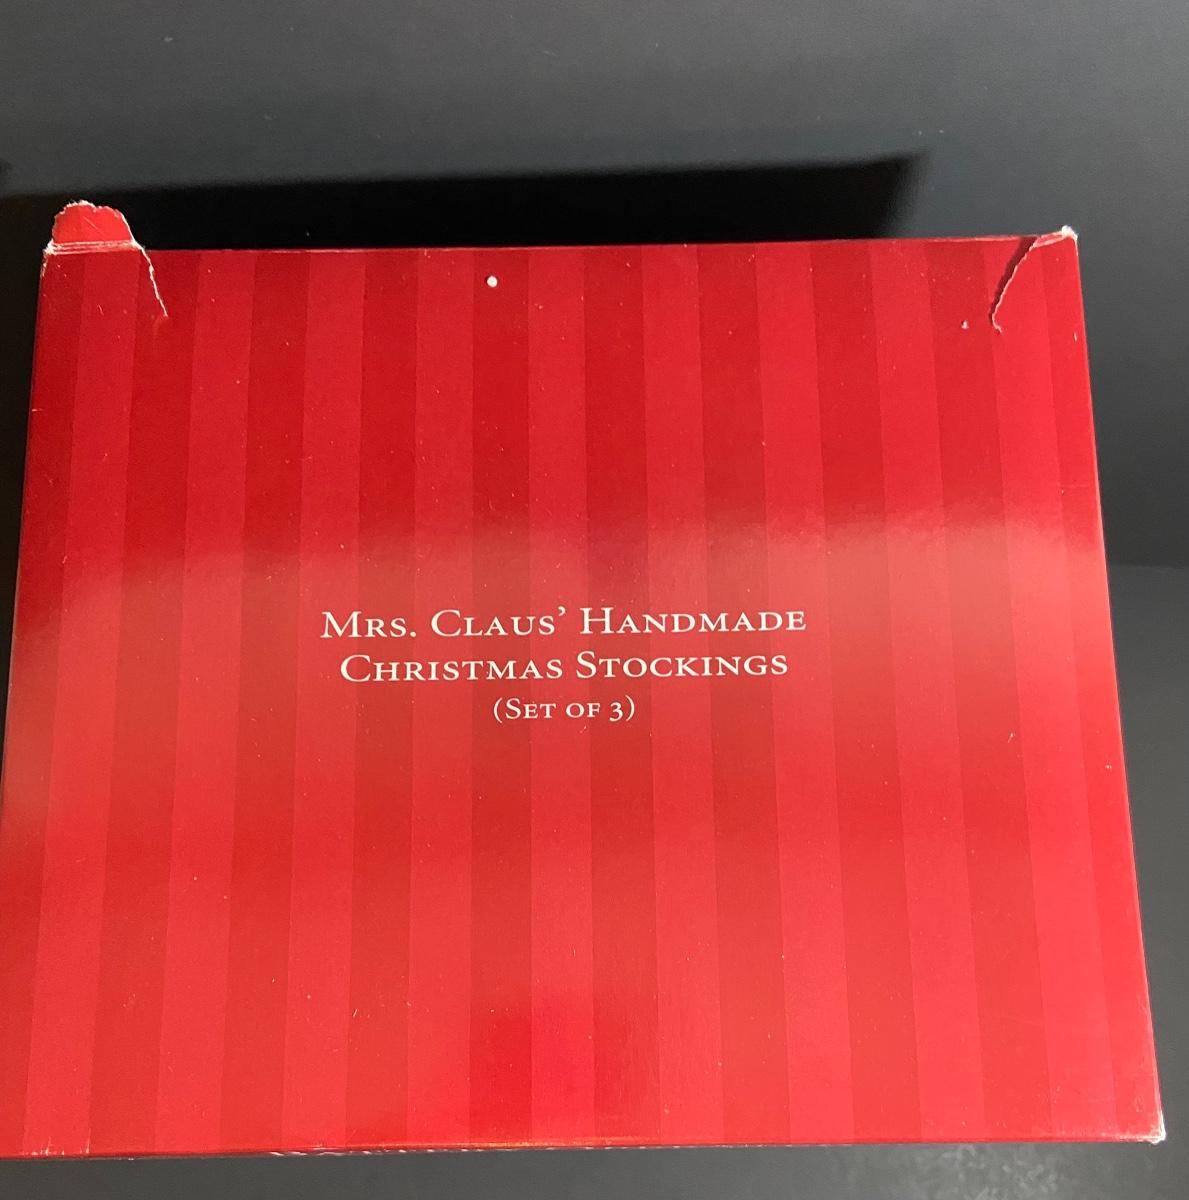 Mrs. Claus' Handmade
Christmas Stockings
(Set of 3)